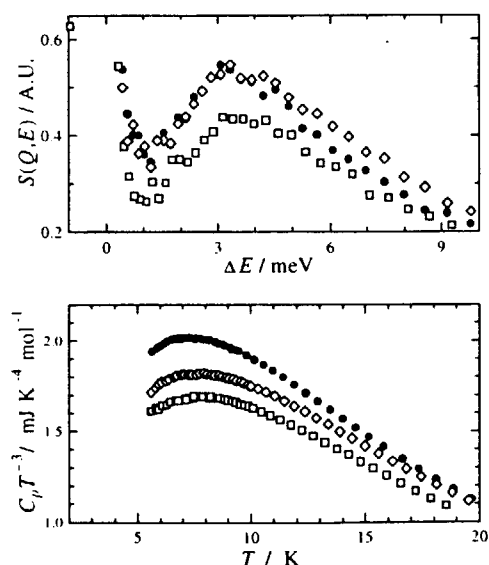 0.6
0.4
0.2
S(Q,E) / A.U.
0 3 6 9
ΔE / meV
2.0
1.5
1.0
C_pT^{-3} / mJ K^{-4} mol^{-1}
5 10 15 20
T / K